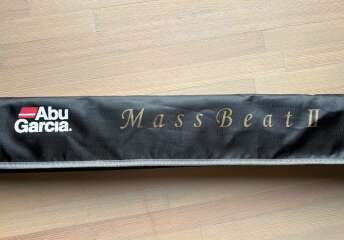 Abu
Garcia.
Mass Beat II